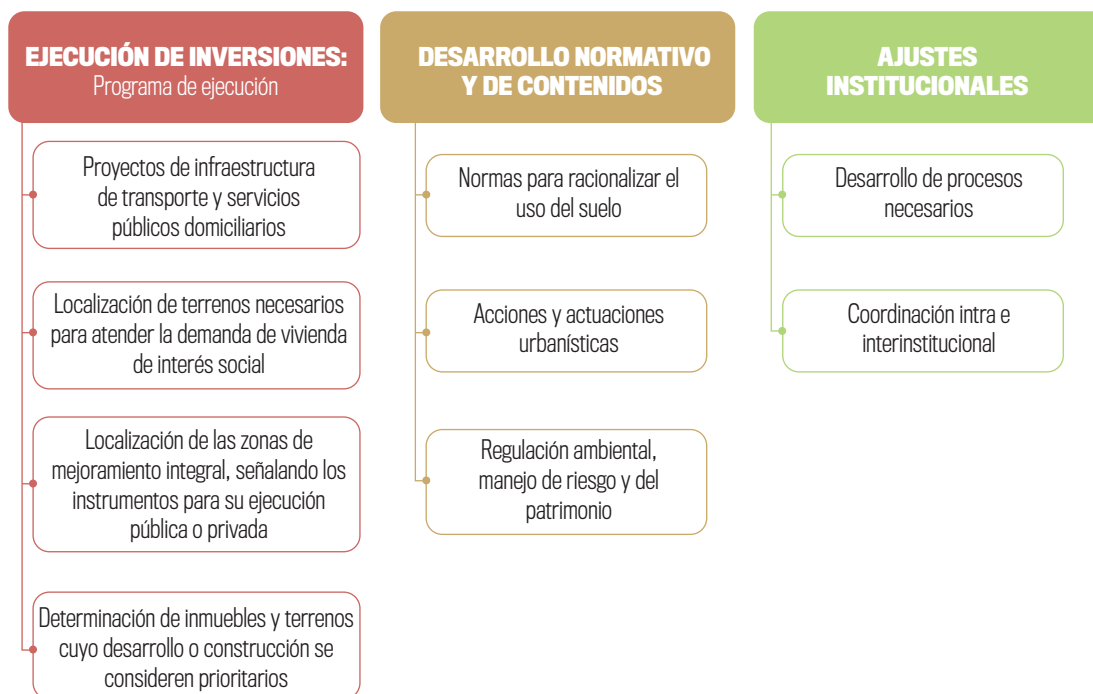 EJECUCIÓN DE INVERSIONES:
Programa de ejecución
Proyectos de infraestructura
de transporte y servicios
públicos domiciliarios
Localización de terrenos necesarios
para atender la demanda de vivienda
de interés social
Localización de las zonas de
mejoramiento integral, señalando los
instrumentos para su ejecución
pública o privada
Determinación de inmuebles y terrenos
cuyo desarrollo o construcción se
consideren prioritarios
DESARROLLO NORMATIVO
Y DE CONTENIDOS
Normas para racionalizar el
uso del suelo
Acciones y actuaciones
urbanísticas
Regulación ambiental,
manejo de riesgo y del
patrimonio
AJUSTES
INSTITUCIONALES
Desarrollo de procesos
necesarios
Coordinación intra e
interinstitucional